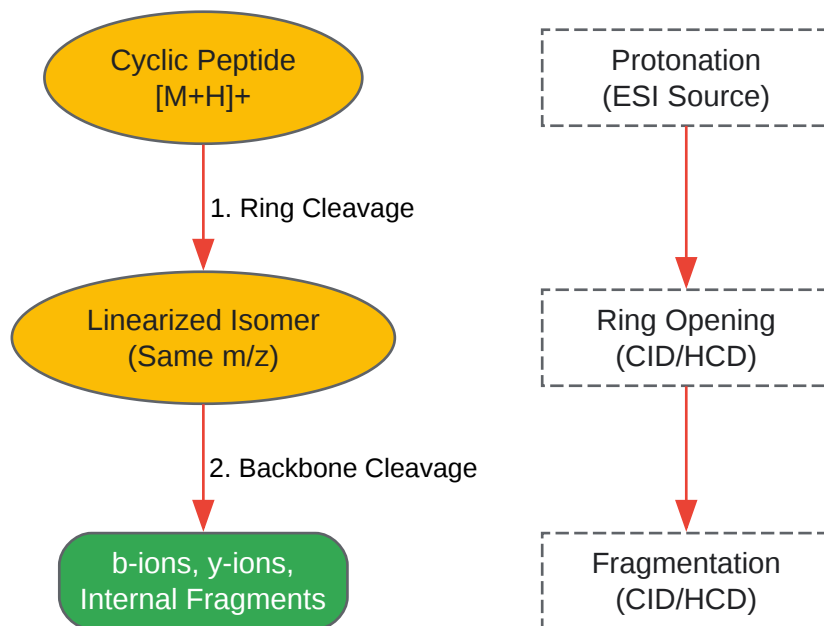 Cyclic Peptide
[M+H]+
Protonation
(ESI Source)
1. Ring Cleavage
Linearized Isomer
(Same m/z)
Ring Opening
(CID/HCD)
2. Backbone Cleavage
b-ions, y-ions,
Internal Fragments
Fragmentation
(CID/HCD)